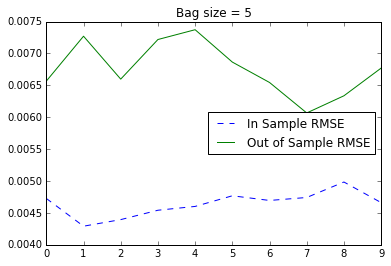 Bag size = 5
0.0075
0.0070
0.0065
0.0060
0.0055
0.0050
0.0045
0.0040
In Sample RMSE
Out of Sample RMSE
0 1 2 3 4 5 6 7 8 9